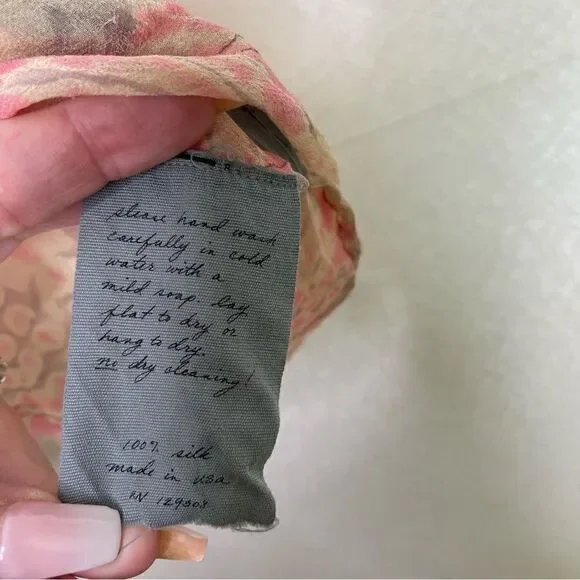 please hand wash
carefully in cold
water with a
mild soap. lay
flat to dry or
hang to dry.
no dry cleaning!
100% silk
made in usa
RN 129308